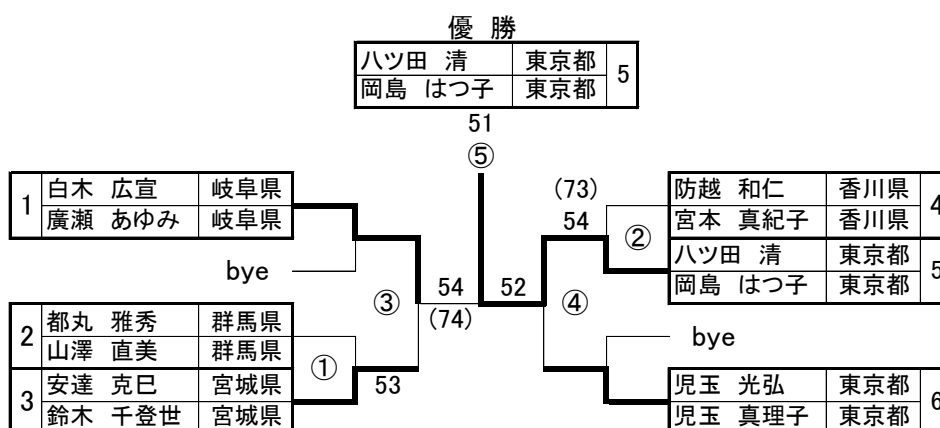 優 勝
八ツ田 清 東京都 5
岡島 はつ子 東京都
51
⑤
1 白木 広宣 岐阜県
廣瀬 あゆみ 岐阜県
bye
2 都丸 雅秀 群馬県
山澤 直美 群馬県
3 安達 克巳 宮城県
鈴木 千登世 宮城県
①
53
③
54
(74)
52
④
(73)
54
②
防越 和仁 香川県 4
宮本 真紀子 香川県
八ツ田 清 東京都 5
岡島 はつ子 東京都
bye
児玉 光弘 東京都 6
児玉 真理子 東京都